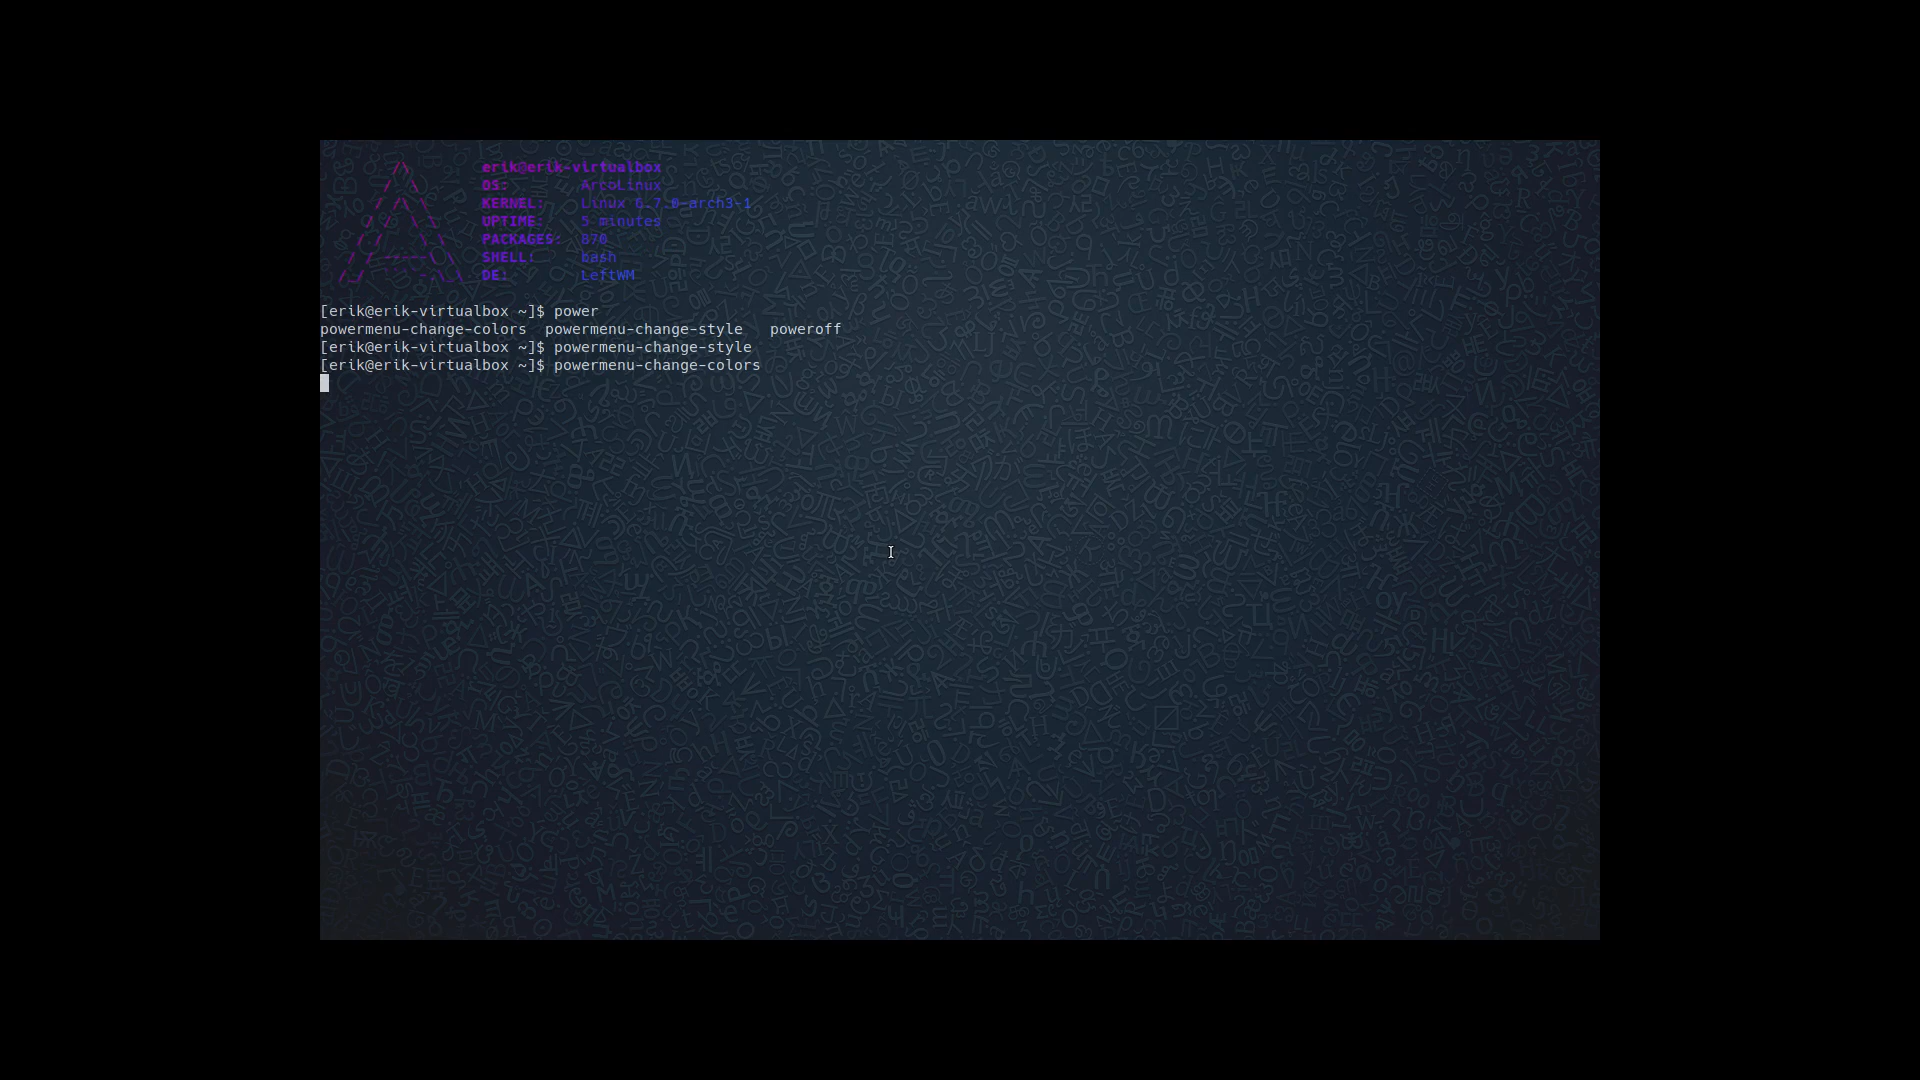 erik@erik-virtualbox
OS: ArcoLinux
KERNEL: Linux 6.7.0-arch3-1
UPTIME: 5 minutes
PACKAGES: 870
SHELL: bash
DE: LeftWM
[erik@erik-virtualbox ~]$ power
powermenu-change-colors powermenu-change-style poweroff
[erik@erik-virtualbox ~]$ powermenu-change-style
[erik@erik-virtualbox ~]$ powermenu-change-colors